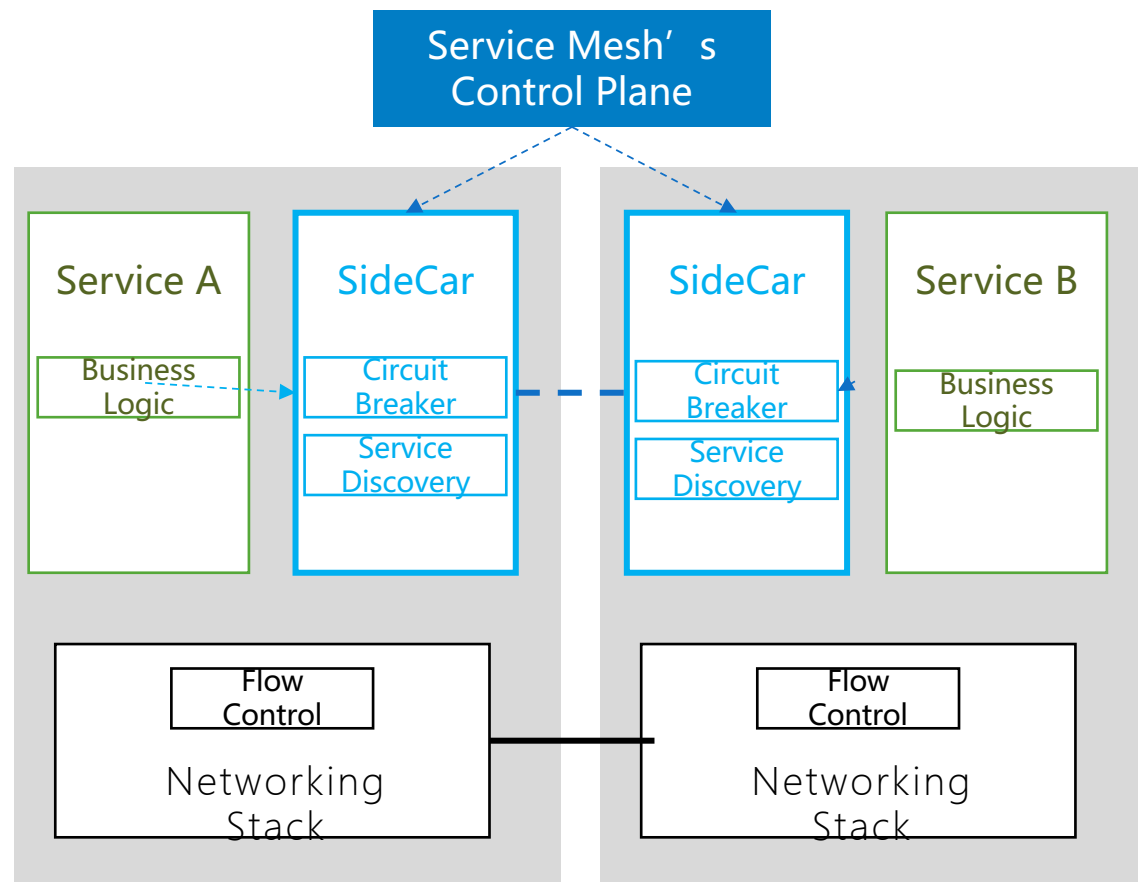 Service Mesh’ s
Control Plane
Service A
SideCar
SideCar
Service B
Business
Logic
Circuit
Breaker
Service
Discovery
Circuit
Breaker
Service
Discovery
Business
Logic
Flow
Control
Networking
Stack
Flow
Control
Networking
Stack